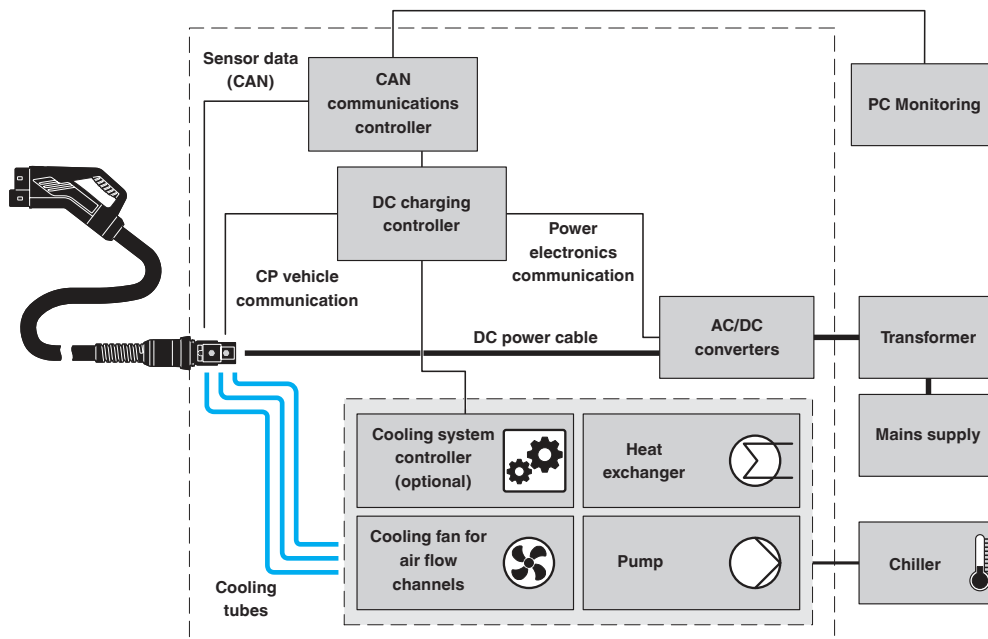 Sensor data
(CAN)
CAN
communications
controller
PC Monitoring
DC charging
controller
Power
electronics
communication
CP vehicle
communication
DC power cable
AC/DC
converters
Transformer
Mains supply
Cooling system
controller
(optional)
Heat
exchanger
Cooling fan for
air flow
channels
Pump
Chiller
Cooling
tubes